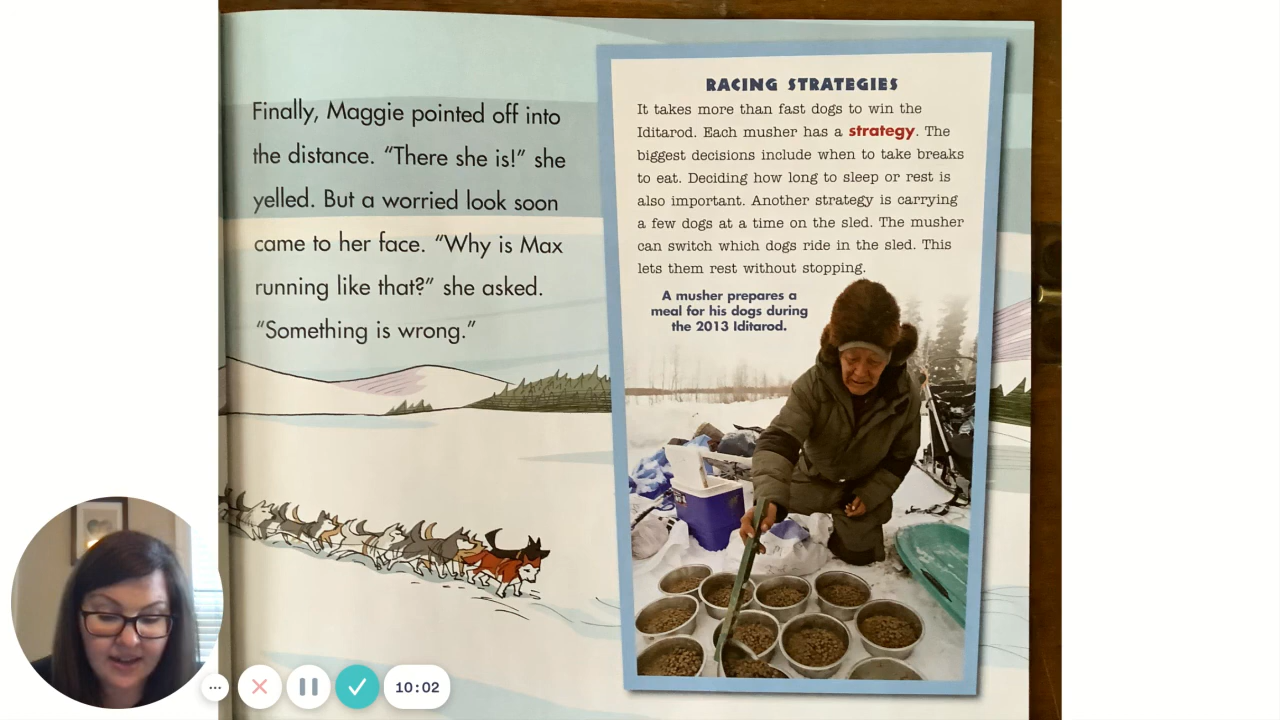 Finally, Maggie pointed off into
the distance. “There she is!” she
yelled. But a worried look soon
came to her face. “Why is Max
running like that?” she asked.
“Something is wrong.”
RACING STRATEGIES
It takes more than fast dogs to win the
Iditarod. Each musher has a strategy. The
biggest decisions include when to take breaks
to eat. Deciding how long to sleep or rest is
also important. Another strategy is carrying
a few dogs at a time on the sled. The musher
can switch which dogs ride in the sled. This
lets them rest without stopping.
A musher prepares a
meal for his dogs during
the 2013 Iditarod.
10:02